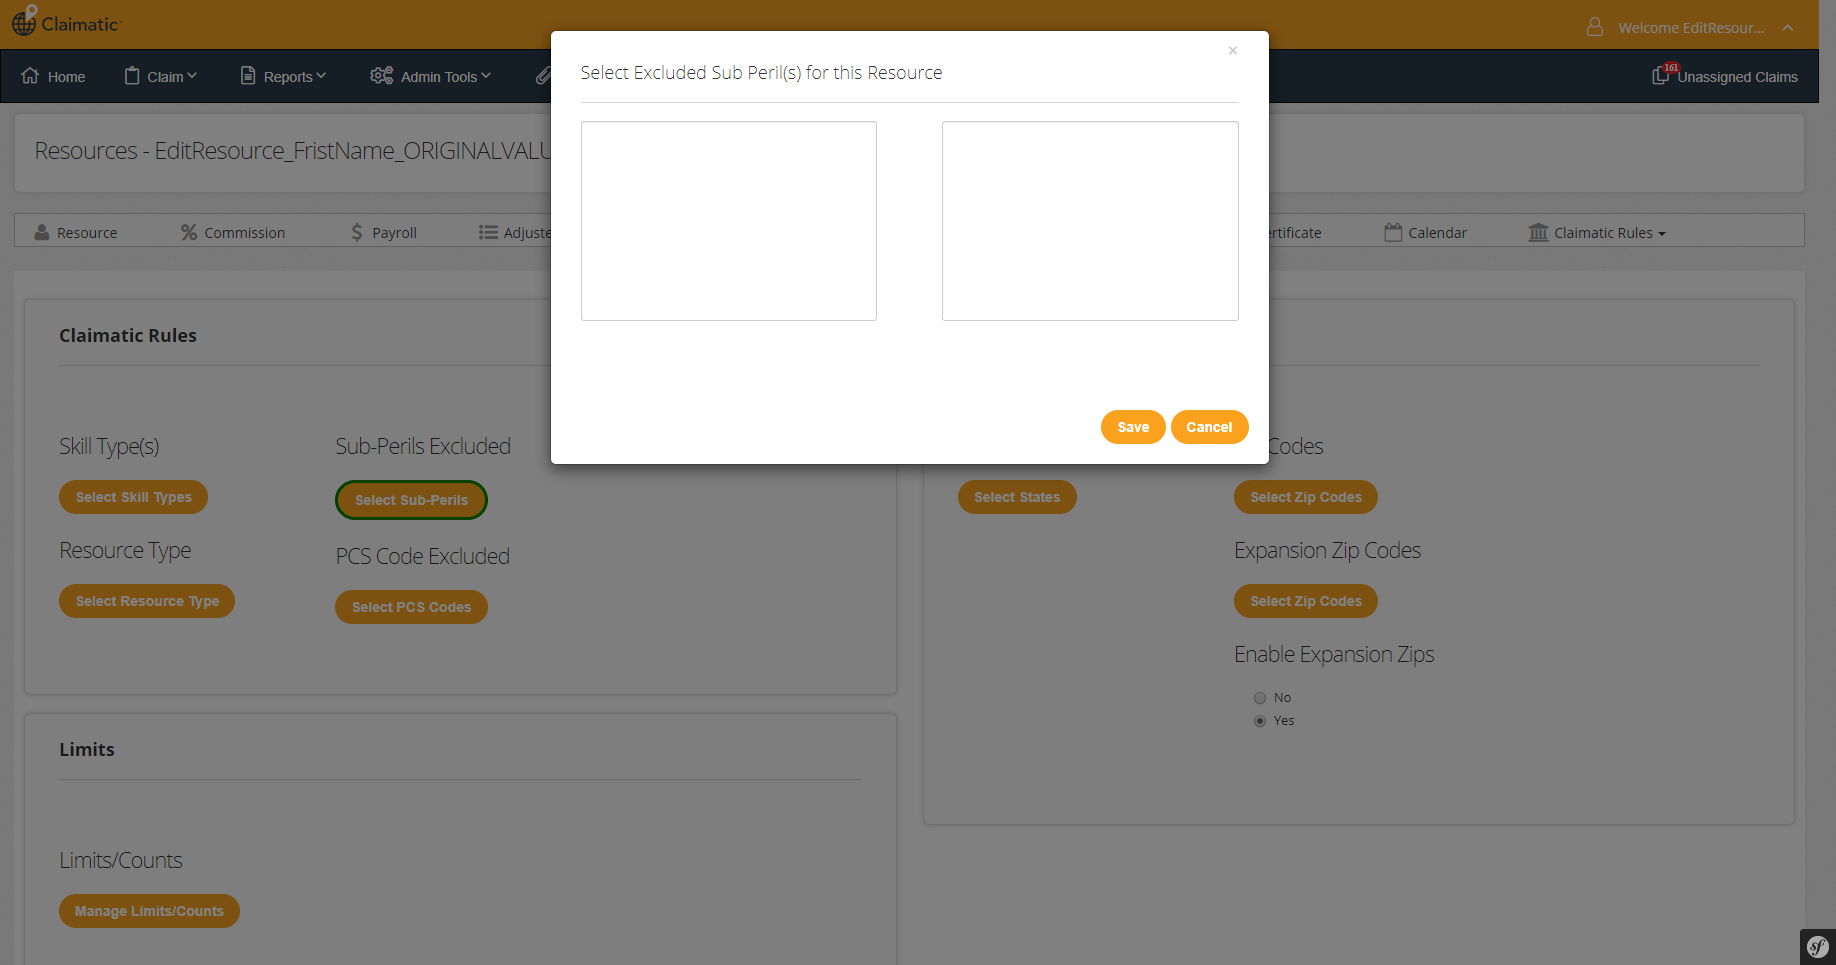 Claimatic
Welcome EditResour...
Home
Claim
Reports
Admin Tools
161
Unassigned Claims
×
Select Excluded Sub Peril(s) for this Resource
Save
Cancel
Resources - EditResource_FristName_ORIGINALVALU
Resource
Commission
Payroll
Adjuste
ertificate
Calendar
Claimatic Rules
Claimatic Rules
Skill Type(s)
Sub-Perils Excluded
Select Skill Types
Select Sub-Perils
Resource Type
PCS Code Excluded
Select Resource Type
Select PCS Codes
Codes
Select States
Select Zip Codes
Expansion Zip Codes
Select Zip Codes
Enable Expansion Zips
No
Yes
Limits
Limits/Counts
Manage Limits/Counts
sf